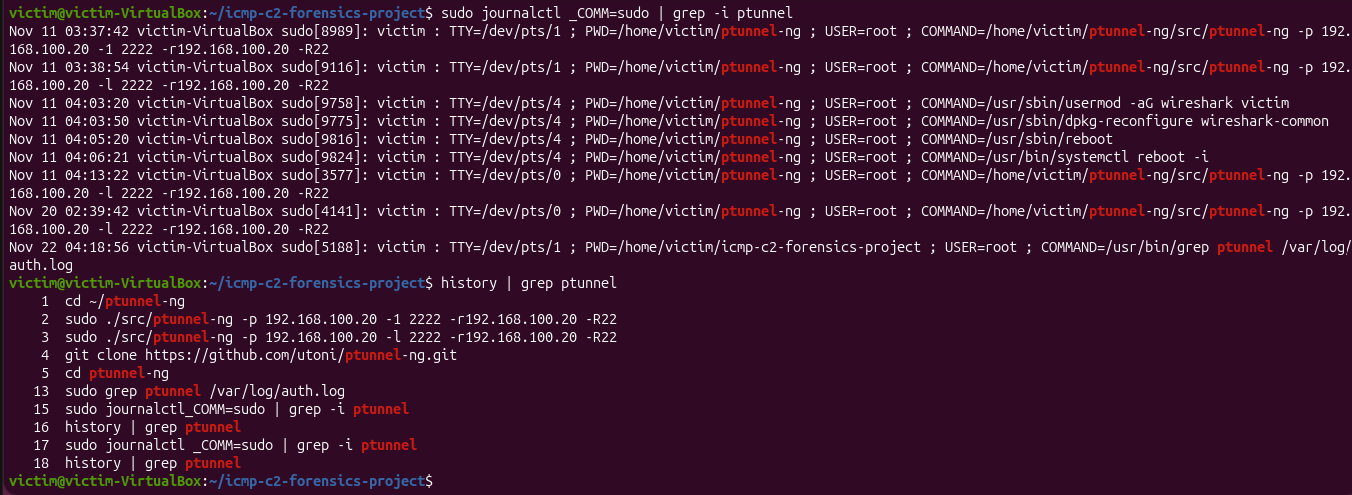 victim@victim-VirtualBox:~/icmp-c2-forensics-project$ sudo journalctl _COMM=sudo | grep -i ptunnel
Nov 11 03:37:42 victim-VirtualBox sudo[8989]: victim : TTY=/dev/pts/1 ; PWD=/home/victim/ptunnel-ng ; USER=root ; COMMAND=/home/victim/ptunnel-ng/src/ptunnel-ng -p 192.
168.100.20 -1 2222 -r192.168.100.20 -R22
Nov 11 03:38:54 victim-VirtualBox sudo[9116]: victim : TTY=/dev/pts/1 ; PWD=/home/victim/ptunnel-ng ; USER=root ; COMMAND=/home/victim/ptunnel-ng/src/ptunnel-ng -p 192.
168.100.20 -l 2222 -r192.168.100.20 -R22
Nov 11 04:03:20 victim-VirtualBox sudo[9758]: victim : TTY=/dev/pts/4 ; PWD=/home/victim/ptunnel-ng ; USER=root ; COMMAND=/usr/sbin/usermod -aG wireshark victim
Nov 11 04:03:50 victim-VirtualBox sudo[9775]: victim : TTY=/dev/pts/4 ; PWD=/home/victim/ptunnel-ng ; USER=root ; COMMAND=/usr/sbin/dpkg-reconfigure wireshark-common
Nov 11 04:05:20 victim-VirtualBox sudo[9816]: victim : TTY=/dev/pts/4 ; PWD=/home/victim/ptunnel-ng ; USER=root ; COMMAND=/usr/sbin/reboot
Nov 11 04:06:21 victim-VirtualBox sudo[9824]: victim : TTY=/dev/pts/4 ; PWD=/home/victim/ptunnel-ng ; USER=root ; COMMAND=/usr/bin/systemctl reboot -i
Nov 11 04:13:22 victim-VirtualBox sudo[3577]: victim : TTY=/dev/pts/0 ; PWD=/home/victim/ptunnel-ng ; USER=root ; COMMAND=/home/victim/ptunnel-ng/src/ptunnel-ng -p 192.
168.100.20 -l 2222 -r192.168.100.20 -R22
Nov 20 02:39:42 victim-VirtualBox sudo[4141]: victim : TTY=/dev/pts/0 ; PWD=/home/victim/ptunnel-ng ; USER=root ; COMMAND=/home/victim/ptunnel-ng/src/ptunnel-ng -p 192.
168.100.20 -l 2222 -r192.168.100.20 -R22
Nov 22 04:18:56 victim-VirtualBox sudo[5188]: victim : TTY=/dev/pts/1 ; PWD=/home/victim/icmp-c2-forensics-project ; USER=root ; COMMAND=/usr/bin/grep ptunnel /var/log/
auth.log
victim@victim-VirtualBox:~/icmp-c2-forensics-project$ history | grep ptunnel
1 cd ~/ptunnel-ng
2 sudo ./src/ptunnel-ng -p 192.168.100.20 -1 2222 -r192.168.100.20 -R22
3 sudo ./src/ptunnel-ng -p 192.168.100.20 -l 2222 -r192.168.100.20 -R22
4 git clone https://github.com/utoni/ptunnel-ng.git
5 cd ptunnel-ng
13 sudo grep ptunnel /var/log/auth.log
15 sudo journalctl_COMM=sudo | grep -i ptunnel
16 history | grep ptunnel
17 sudo journalctl _COMM=sudo | grep -i ptunnel
18 history | grep ptunnel
victim@victim-VirtualBox:~/icmp-c2-forensics-project$